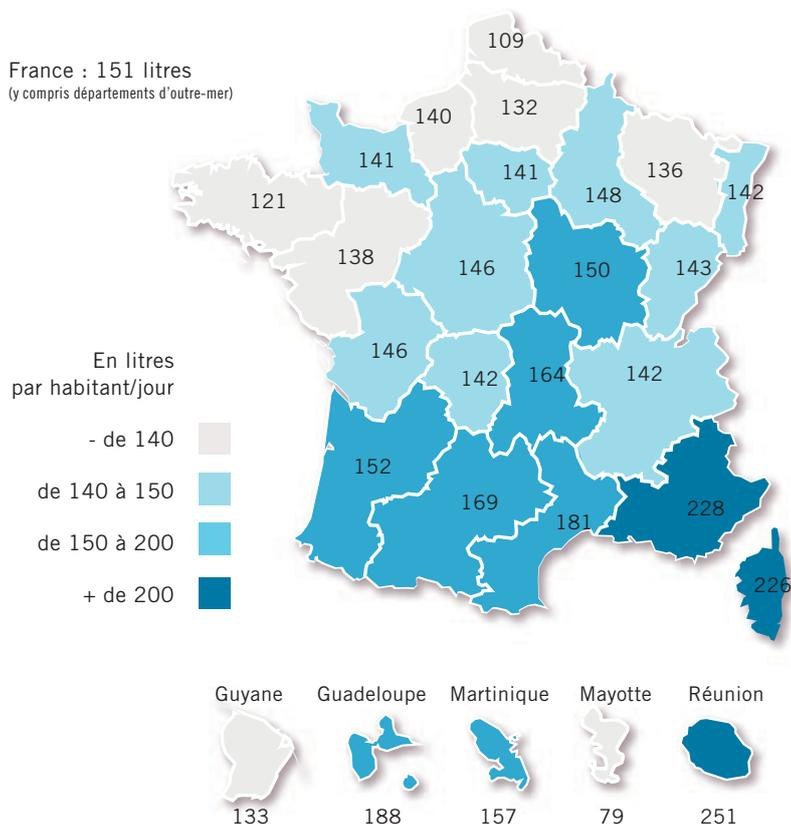 France : 151 litres
(y compris départements d'outre-mer)
109
140
132
141
141
148
136
142
121
138
146
150
143
146
142
164
142
152
169
181
228
226
En litres
par habitant/jour
- de 140
de 140 à 150
de 150 à 200
+ de 200
Guyane Guadeloupe Martinique Mayotte Réunion
133 188 157 79 251